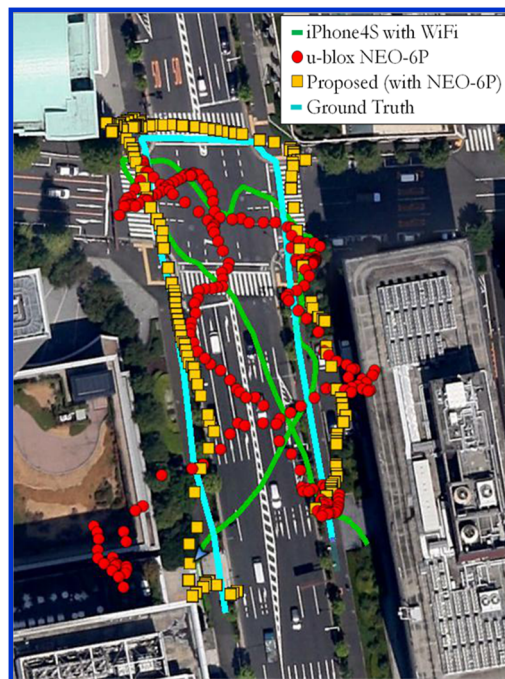 iPhone4S with WiFi
u-blox NEO-6P
Proposed (with NEO-6P)
Ground Truth